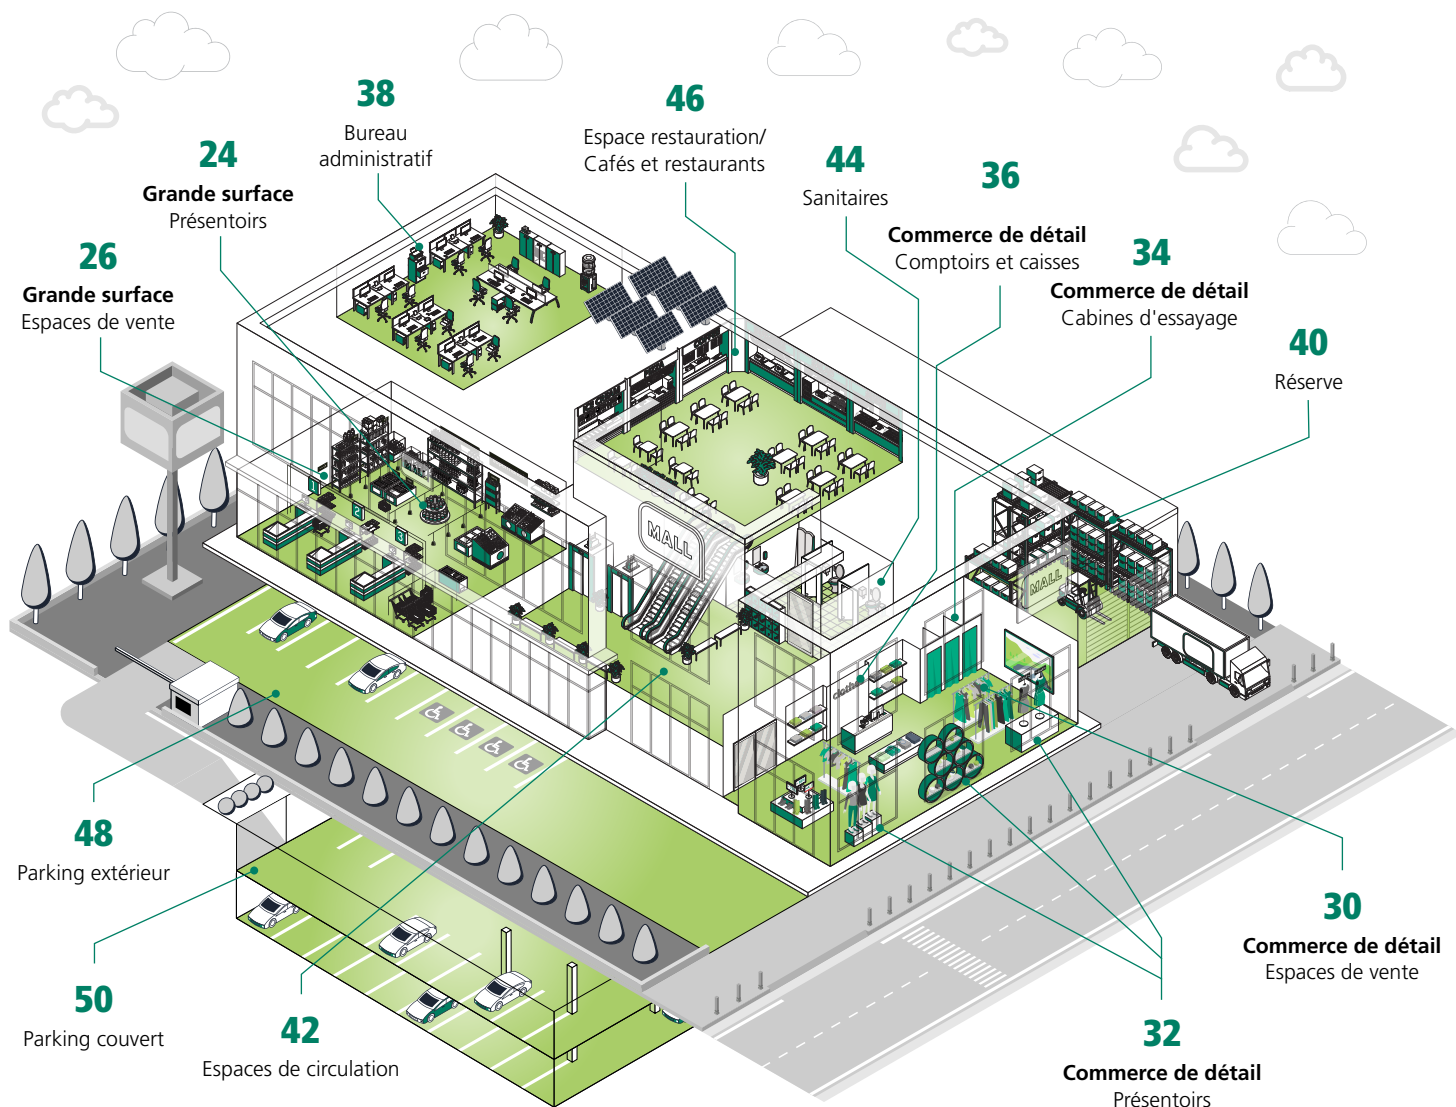 38
Bureau
administratif
46
Espace restauration/
Cafés et restaurants
24
Grande surface
Présentoirs
44
Sanitaires
36
Commerce de détail
Comptoirs et caisses
26
Grande surface
Espaces de vente
34
Commerce de détail
Cabines d'essayage
40
Réserve
1
2
3
MALL
MALL
clothes
48
Parking extérieur
30
Commerce de détail
Espaces de vente
50
Parking couvert
42
Espaces de circulation
32
Commerce de détail
Présentoirs